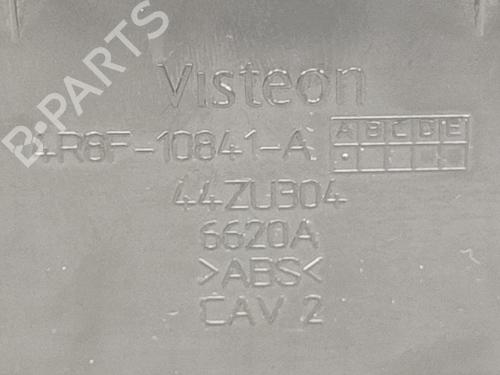 Visteon
4R8F-10841-A
A B C D E
44ZU304
6620A
>ABS<
CAV 2
B-PARTS